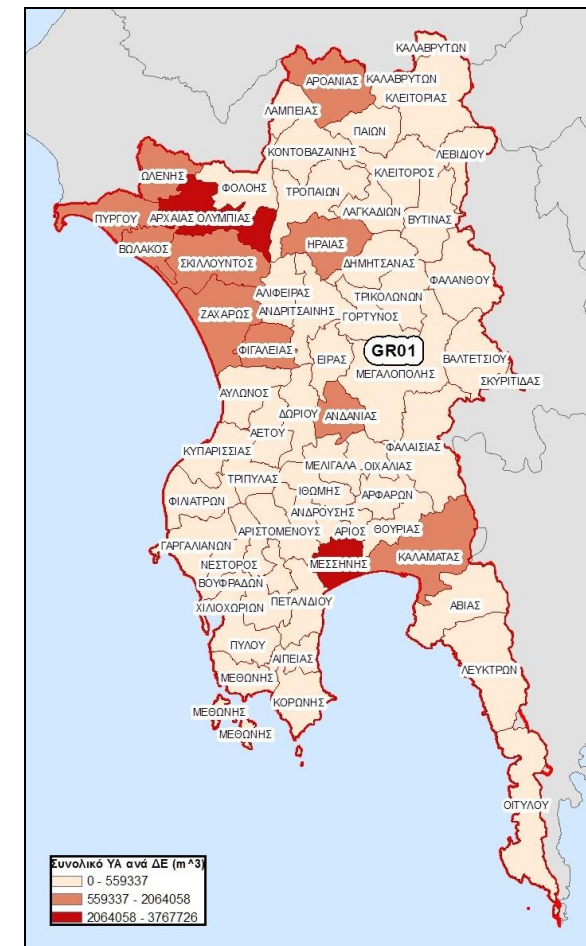 ΚΑΛΑΒΡΥΤΩΝ
ΑΡΟΑΝΙΑΣ
ΚΑΛΑΒΡΥΤΩΝ
ΚΛΕΙΤΟΡΙΑΣ
ΛΑΜΠΕΙΑΣ
ΠΑΙΩΝ
ΚΟΝΤΟΒΑΖΑΙΝΗΣ
ΛΕΒΙΔΙΟΥ
ΩΛΕΝΗΣ
ΦΟΛΟΗΣ
ΤΡΟΠΑΙΩΝ
ΚΛΕΙΤΟΡΟΣ
ΠΥΡΓΟΥ
ΑΡΧΑΙΑΣ ΟΛΥΜΠΙΑΣ
ΛΑΓΚΑΔΙΩΝ
ΒΥΤΙΝΑΣ
ΒΩΛΑΚΟΣ
ΗΡΑΙΑΣ
ΣΚΙΛΛΟΥΝΤΟΣ
ΔΗΜΗΤΣΑΝΑΣ
ΦΑΛΑΝΘΟΥ
ΑΛΙΦΕΙΡΑΣ
ΤΡΙΚΟΛΩΝΩΝ
ΖΑΧΑΡΩΣ
ΑΝΔΡΙΤΣΑΙΝΗΣ
ΓΟΡΤΥΝΟΣ
ΦΙΓΑΛΕΙΑΣ
ΕΙΡΑΣ
GR01
ΒΑΛΤΕΤΣΙΟΥ
ΜΕΓΑΛΟΠΟΛΗΣ
ΣΚΥΡΙΤΙΔΑΣ
ΑΥΛΩΝΟΣ
ΔΩΡΙΟΥ
ΑΝΔΑΝΙΑΣ
ΑΕΤΟΥ
ΚΥΠΑΡΙΣΣΙΑΣ
ΦΑΛΑΙΣΙΑΣ
ΜΕΛΙΓΑΛΑ
ΟΙΧΑΛΙΑΣ
ΤΡΙΠΥΛΑΣ
ΙΘΩΜΗΣ
ΑΡΦΑΡΩΝ
ΦΙΛΙΑΤΡΩΝ
ΑΝΔΡΟΥΣΗΣ
ΑΡΙΣΤΟΜΕΝΟΥΣ
ΑΡΙΟΣ
ΘΟΥΡΙΑΣ
ΓΑΡΓΑΛΙΑΝΩΝ
ΝΕΣΤΟΡΟΣ
ΜΕΣΣΗΝΗΣ
ΚΑΛΑΜΑΤΑΣ
ΒΟΥΦΡΑΔΩΝ
ΧΙΛΙΟΧΩΡΙΩΝ
ΠΕΤΑΛΙΔΙΟΥ
ΑΒΙΑΣ
ΠΥΛΟΥ
ΑΙΠΕΙΑΣ
ΛΕΥΚΤΡΩΝ
ΜΕΘΩΝΗΣ
ΚΟΡΩΝΗΣ
ΜΕΘΩΝΗΣ
ΜΕΘΩΝΗΣ
ΟΙΤΥΛΟΥ
Συνολικό ΥΑ ανά ΔΕ (m^3)
0 - 559337
559337 - 2064058
2064058 - 3767726